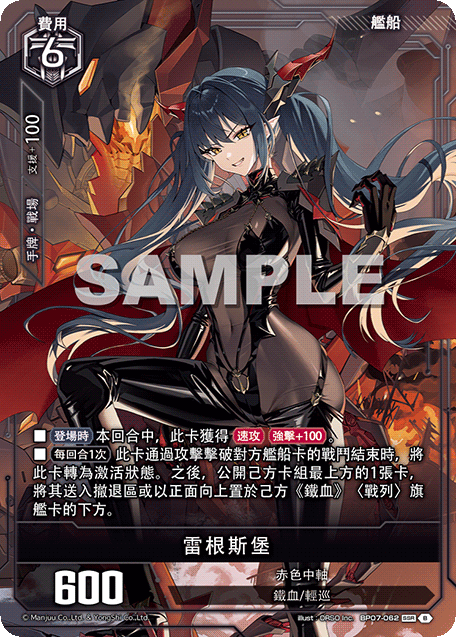 費用
6
艦船
手牌・戰場 支援+100
SAMPLE
■ 登場時 本回合中，此卡獲得 速攻 強擊+100 。
■ 每回合1次 此卡通過攻擊擊破對方艦船卡的戰鬥結束時，將
此卡轉為激活狀態。之後，公開己方卡組最上方的1張卡，
將其送入撤退區或以正面向上置於己方《鐵血》〈戰列〉旗
艦卡的下方。
雷根斯堡
600
赤色中軸
鐵血/輕巡
© Manjuu Co.,Ltd. & YongShi Co.,Ltd. Illust：ORSO Inc. BP07-062 SSR B